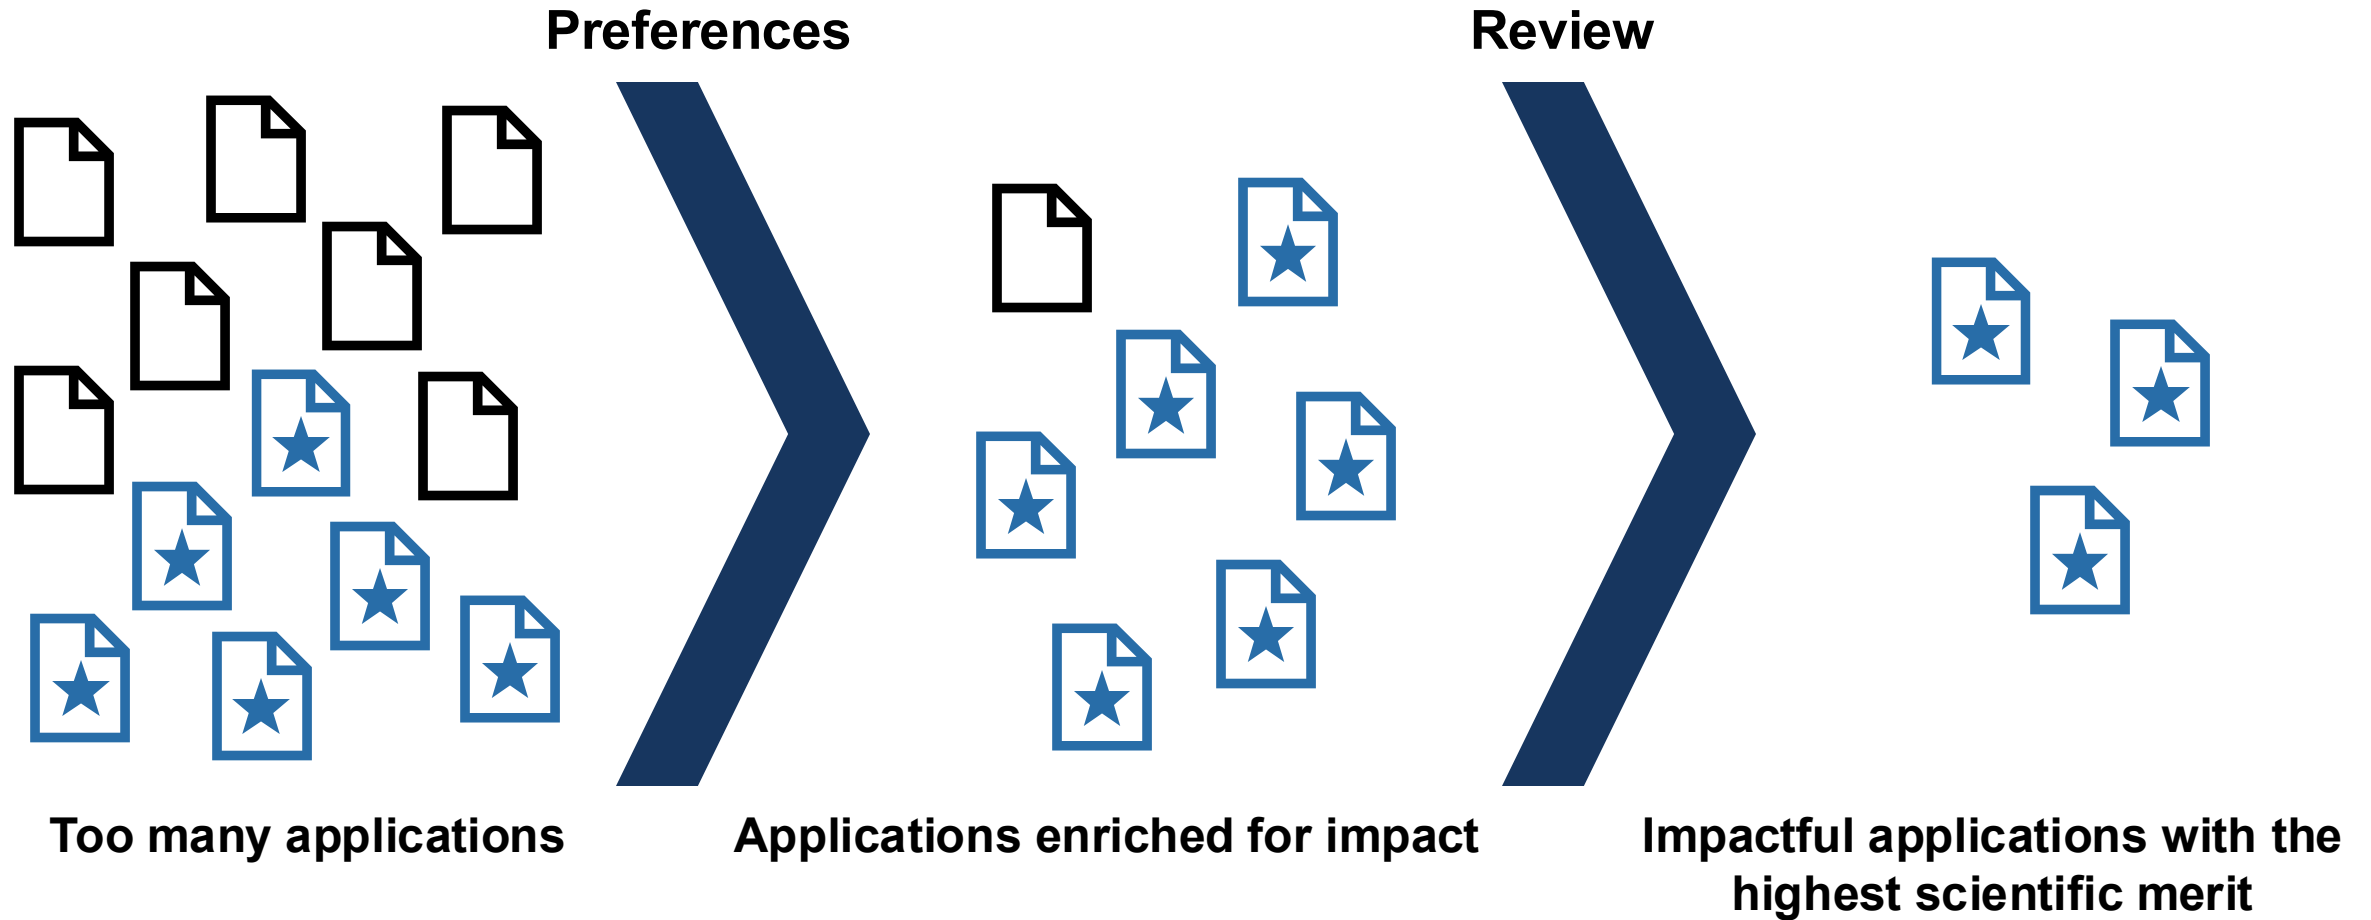 Preferences
Review
Too many applications
Applications enriched for impact
Impactful applications with the
highest scientific merit